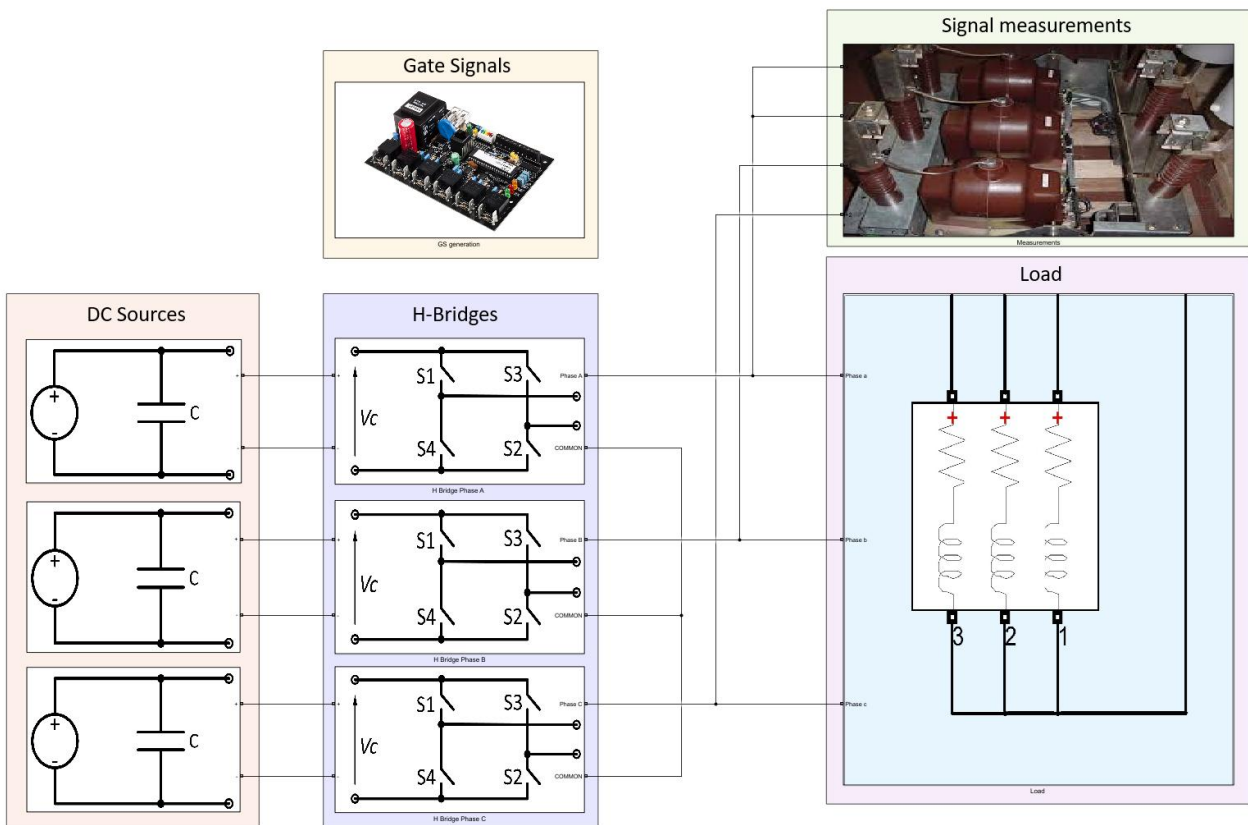 Signal measurements
Measurements
Gate Signals
GS generation
DC Sources
+
-
C
+
-
+
-
C
+
-
+
-
C
+
-
H-Bridges
+
-
Vc
S1
S3
S4
S2
Phase A
COMMON
H Bridge Phase A
+
-
Vc
S1
S3
S4
S2
Phase B
COMMON
H Bridge Phase B
+
-
Vc
S1
S3
S4
S2
Phase C
COMMON
H Bridge Phase C
Load
Phase a
Phase b
Phase c
+ + +
3 2 1
Load